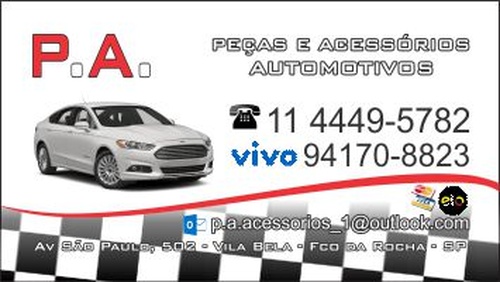 P.A.
PEÇAS E ACESSÓRIOS
AUTOMOTIVOS
11 4449-5782
vivo 94170-8823
elo
p.a.acessorios_1@outlook.com
Av São Paulo, 502 - Vila Bela - Fco da Rocha - SP